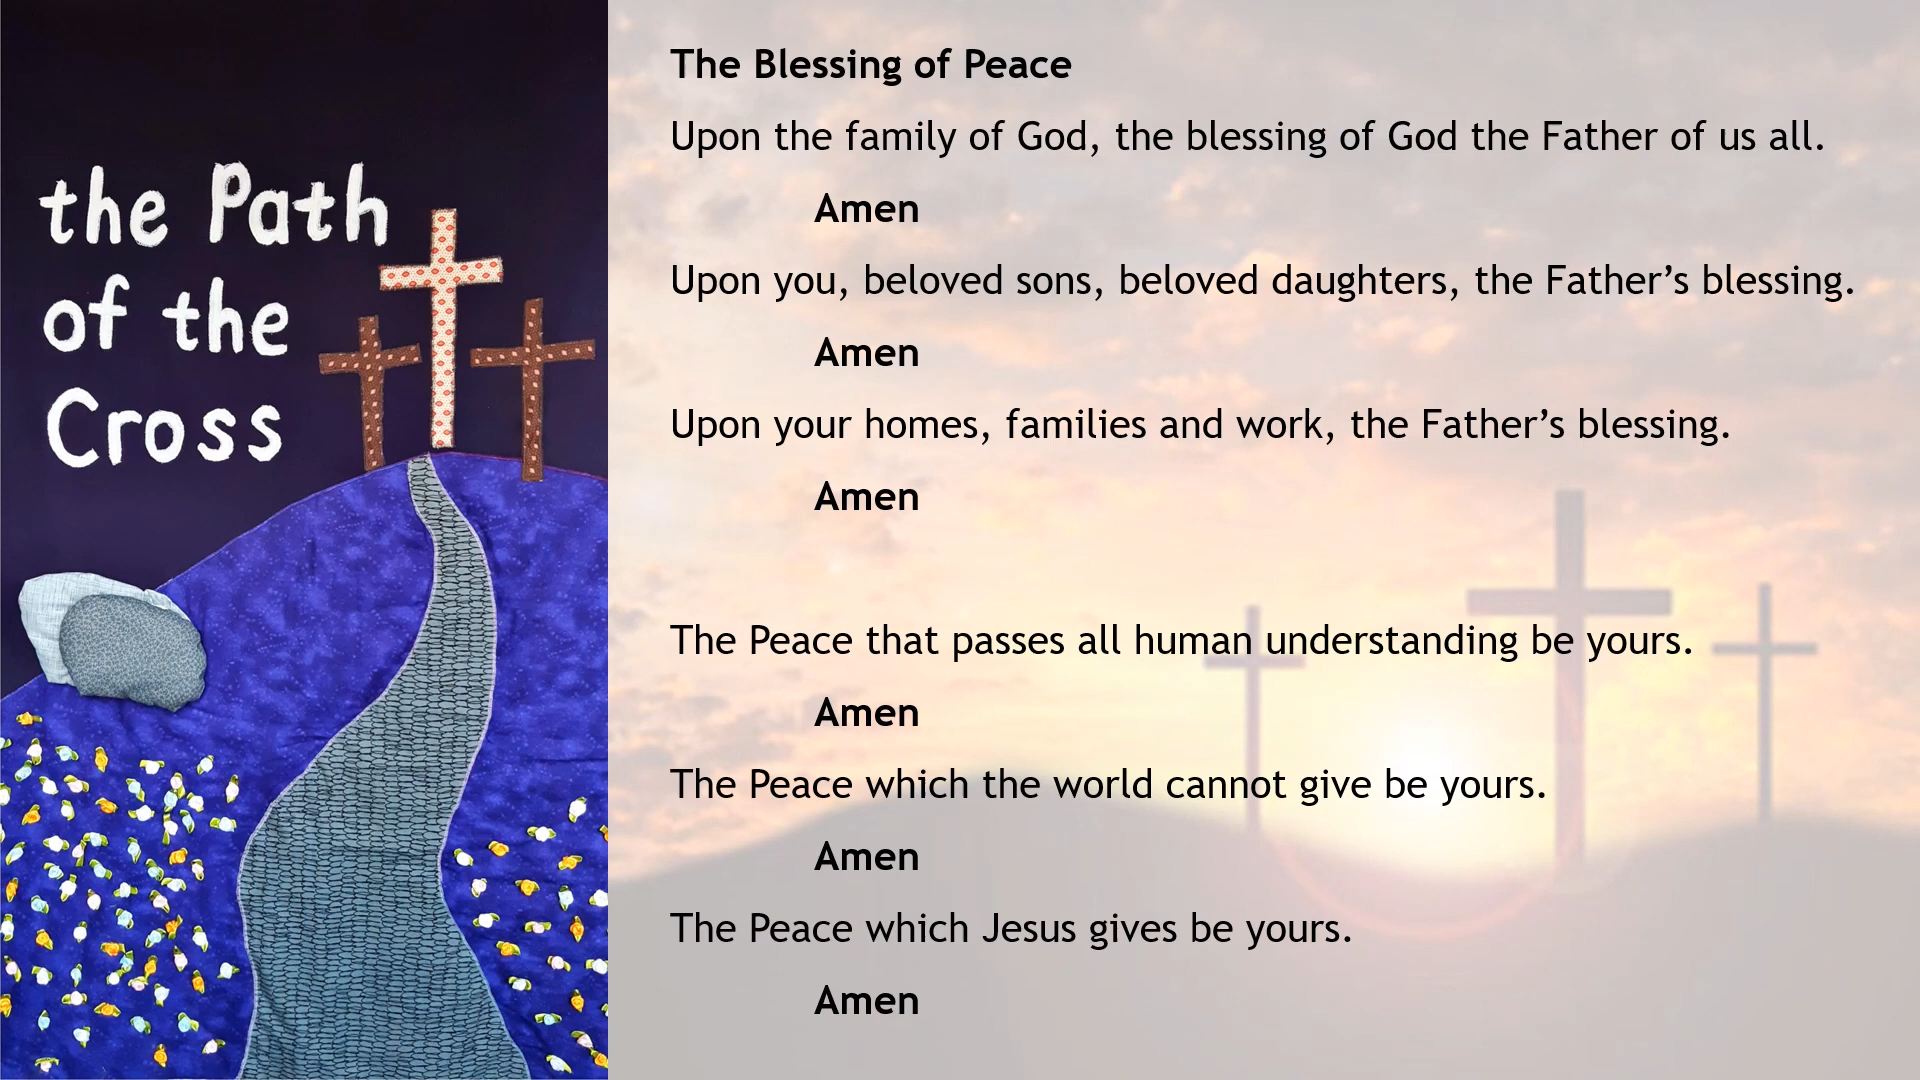 the Path
of the
Cross
The Blessing of Peace
Upon the family of God, the blessing of God the Father of us all.
Amen
Upon you, beloved sons, beloved daughters, the Father’s blessing.
Amen
Upon your homes, families and work, the Father’s blessing.
Amen
The Peace that passes all human understanding be yours.
Amen
The Peace which the world cannot give be yours.
Amen
The Peace which Jesus gives be yours.
Amen